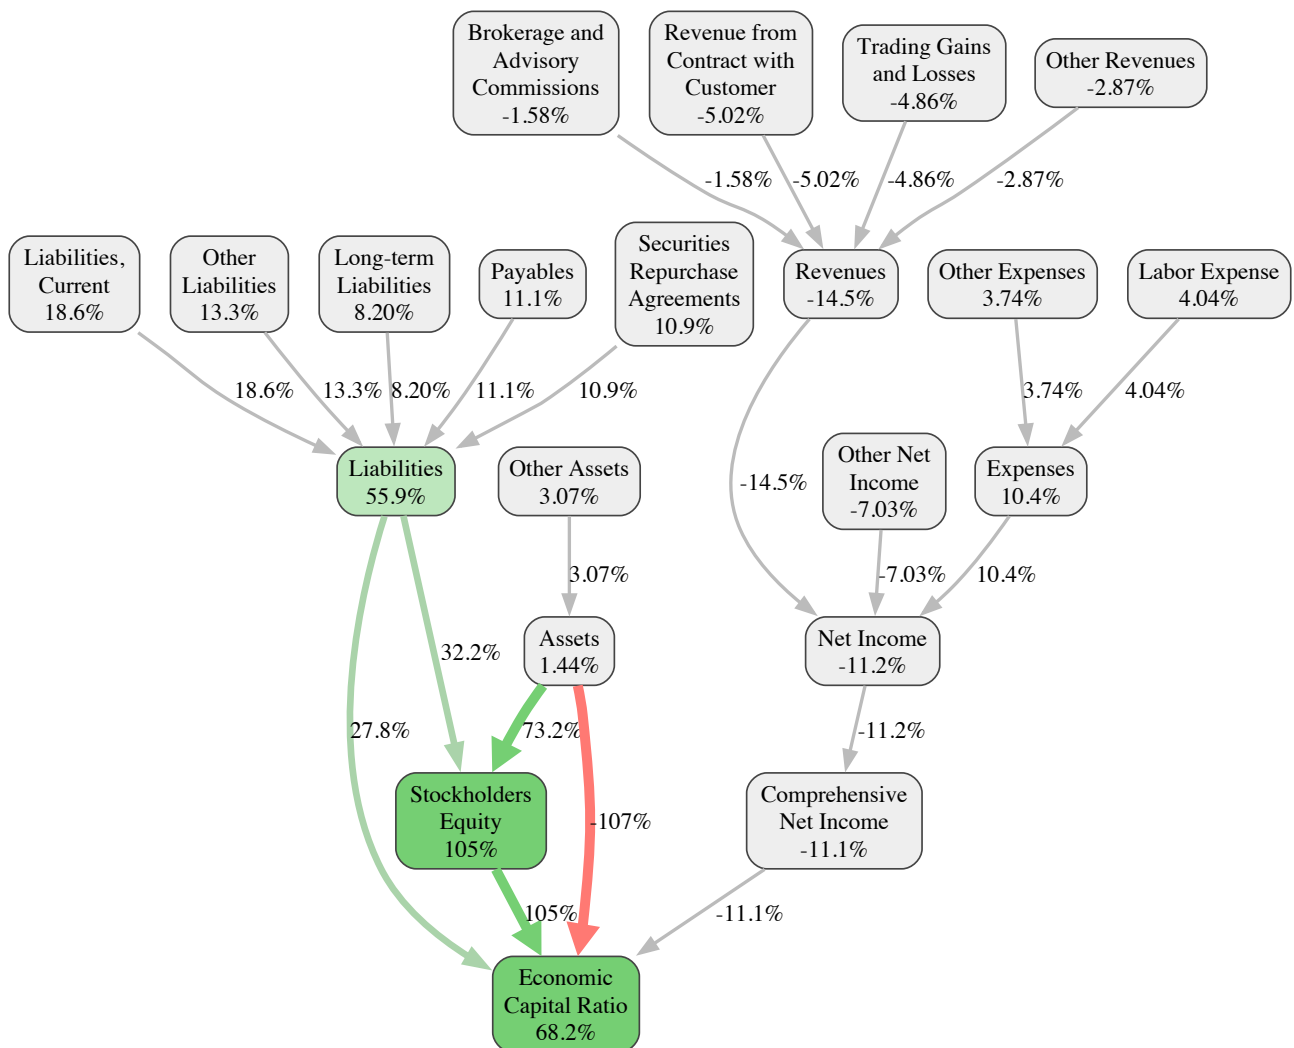 Brokerage and
Advisory
Commissions
-1.58%
Revenue from
Contract with
Customer
-5.02%
Trading Gains
and Losses
-4.86%
Other Revenues
-2.87%
-1.58%
-5.02%
-4.86%
-2.87%
Liabilities,
Current
18.6%
Other
Liabilities
13.3%
Long-term
Liabilities
8.20%
Payables
11.1%
Securities
Repurchase
Agreements
10.9%
Revenues
-14.5%
Other Expenses
3.74%
Labor Expense
4.04%
18.6%
13.3%
8.20%
11.1%
10.9%
3.74%
4.04%
Liabilities
55.9%
Other Assets
3.07%
-14.5%
Other Net
Income
-7.03%
Expenses
10.4%
3.07%
-7.03%
10.4%
32.2%
Assets
1.44%
Net Income
-11.2%
27.8%
73.2%
-11.2%
Stockholders
Equity
105%
-107%
Comprehensive
Net Income
-11.1%
105%
-11.1%
Economic
Capital Ratio
68.2%